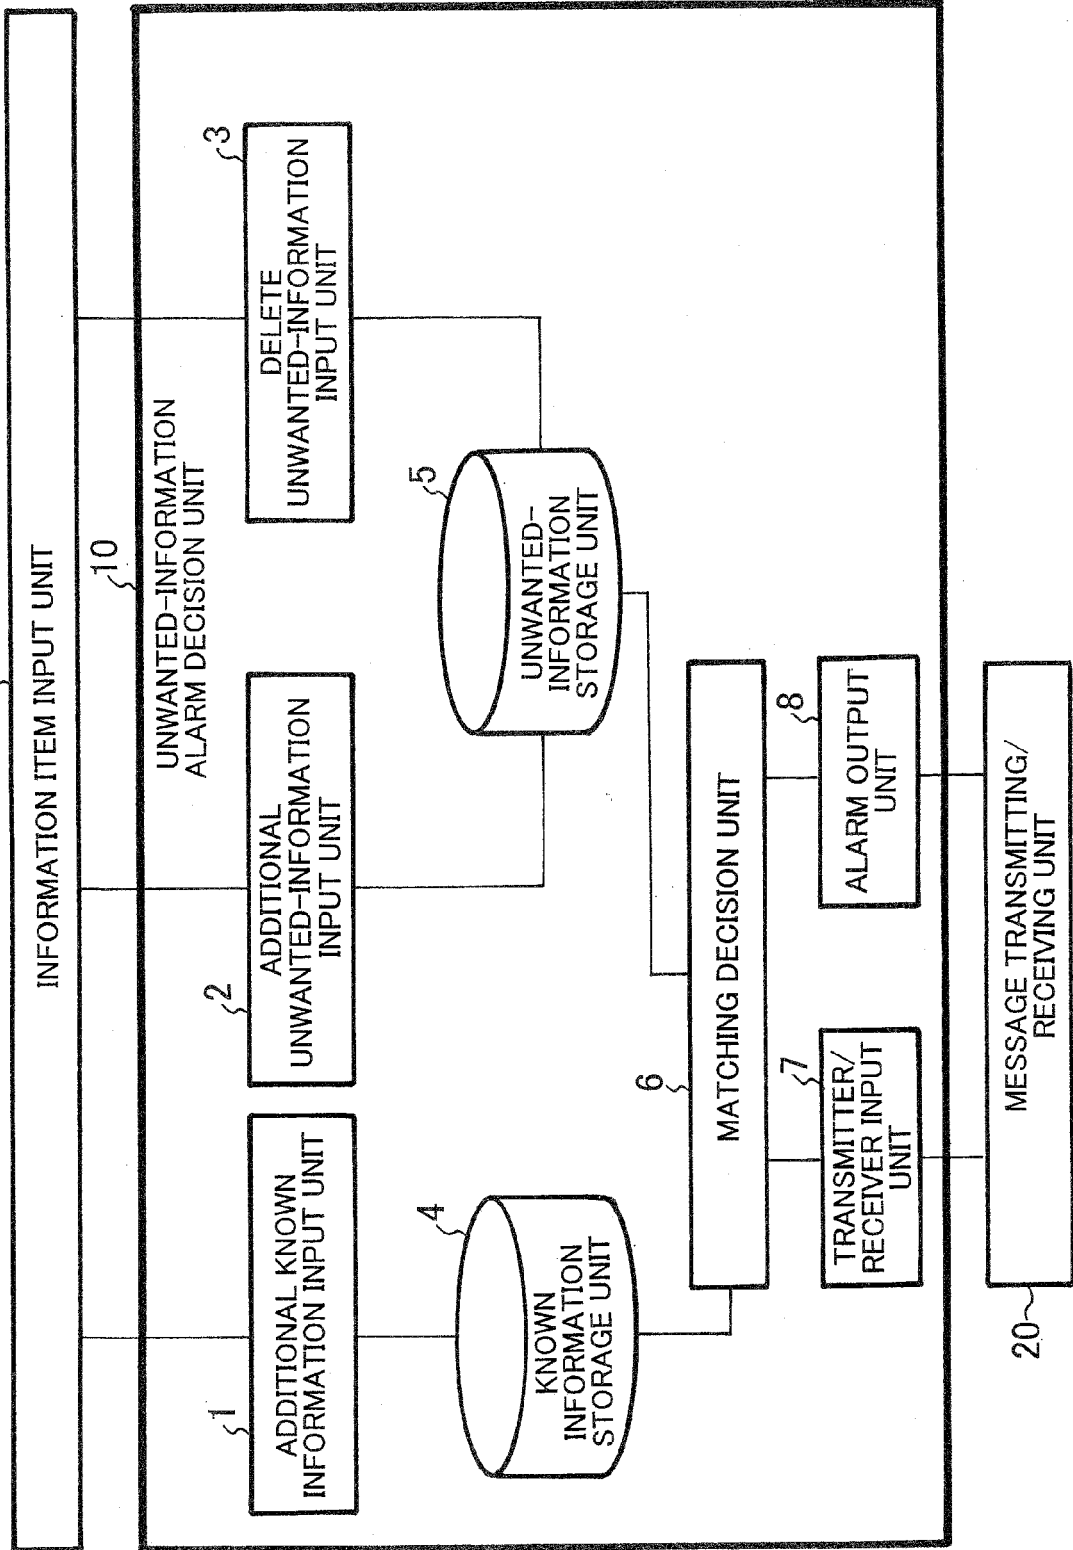 INFORMATION ITEM INPUT UNIT
10
UNWANTED-INFORMATION
ALARM DECISION UNIT
1
ADDITIONAL KNOWN
INFORMATION INPUT UNIT
2
ADDITIONAL
UNWANTED-INFORMATION
INPUT UNIT
3
DELETE
UNWANTED-INFORMATION
INPUT UNIT
4
KNOWN
INFORMATION
STORAGE UNIT
5
UNWANTED-
INFORMATION
STORAGE UNIT
6
MATCHING DECISION UNIT
7
TRANSMITTER/
RECEIVER INPUT
UNIT
8
ALARM OUTPUT
UNIT
20
MESSAGE TRANSMITTING/
RECEIVING UNIT